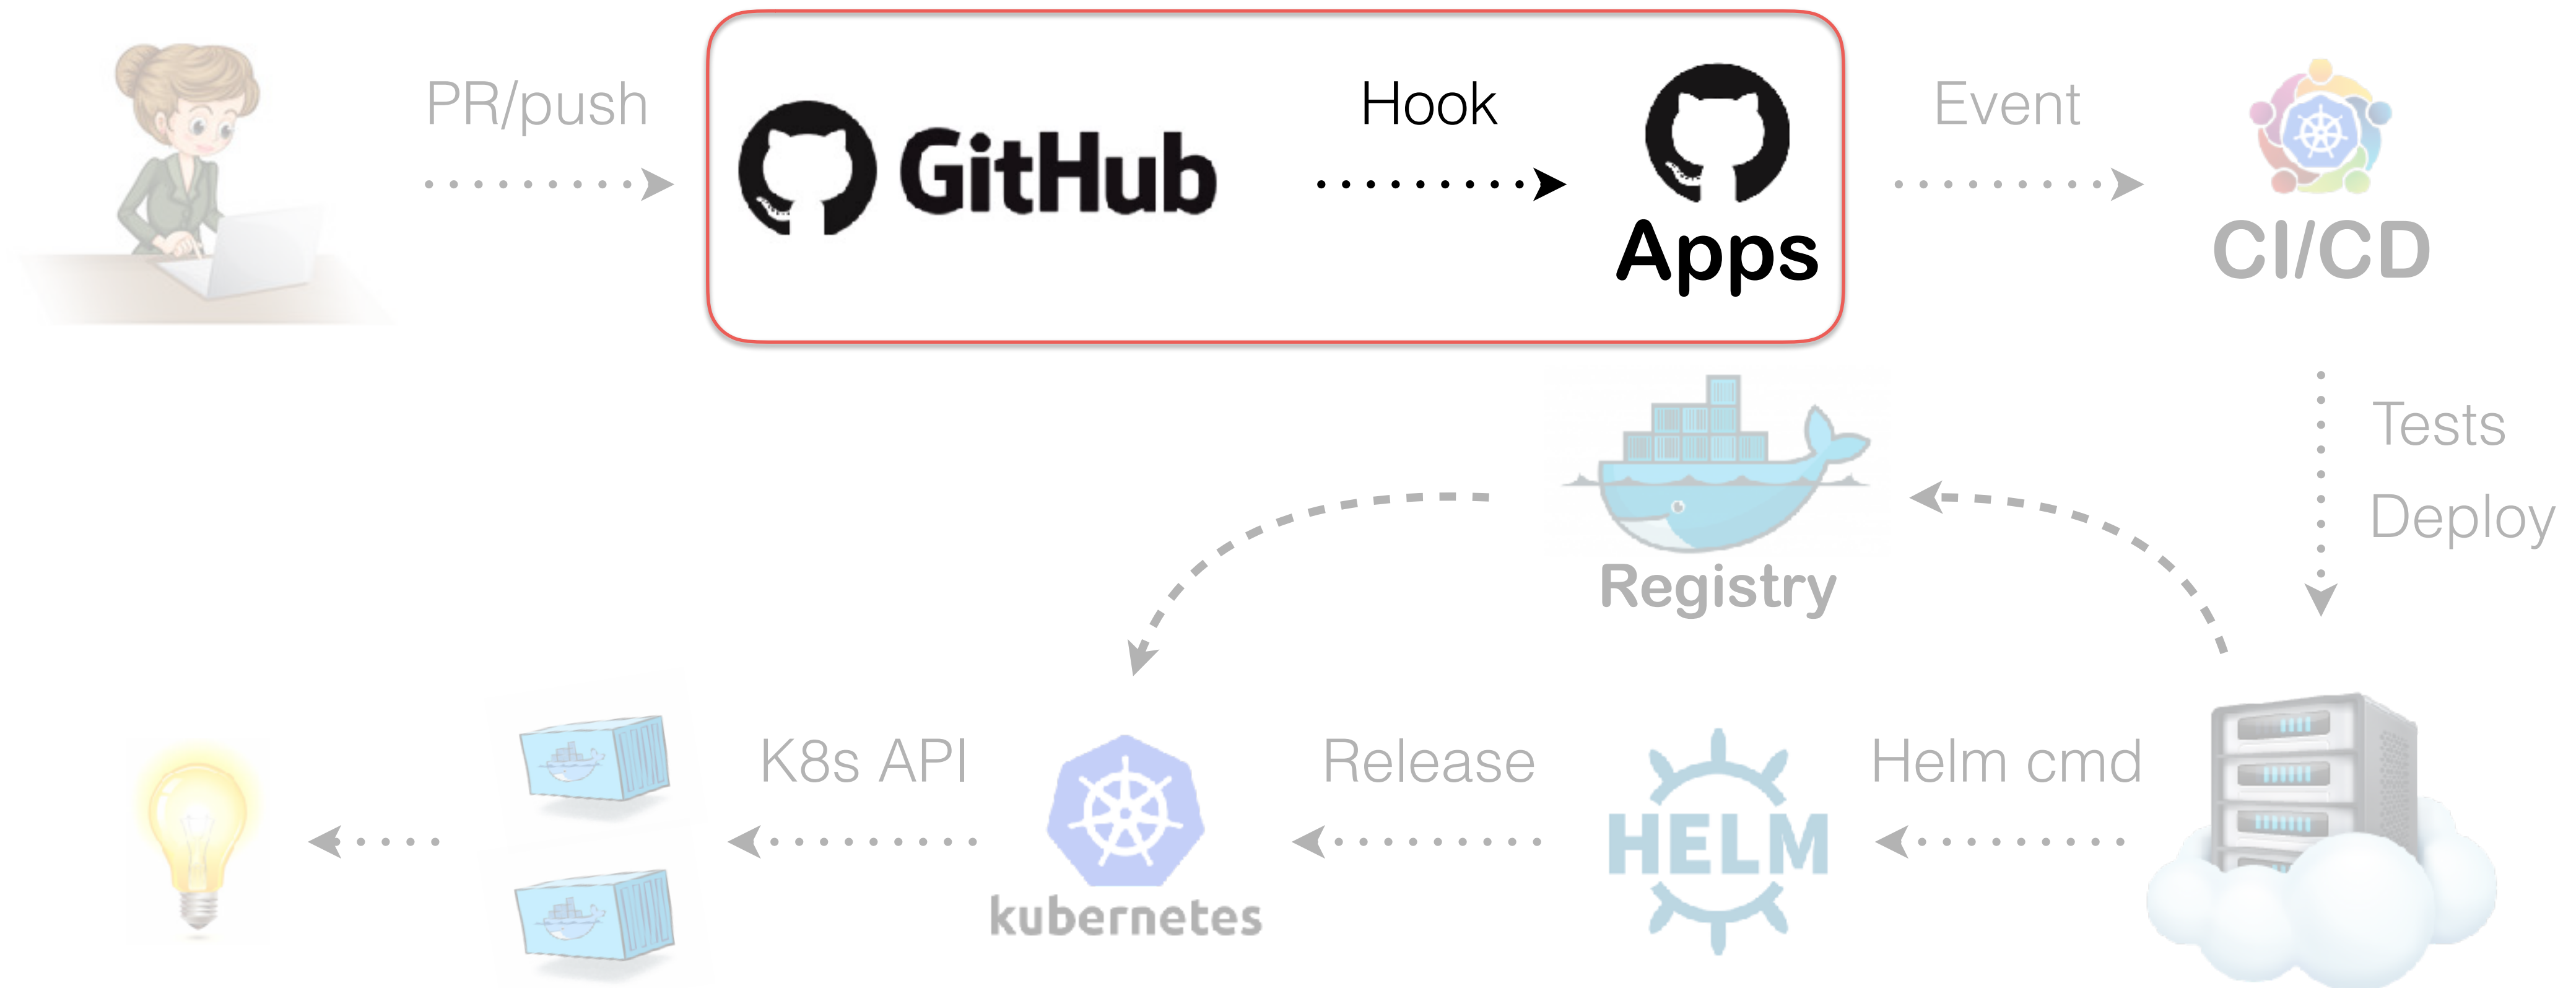 PR/push
GitHub
Hook
Apps
Event
CI/CD
Tests
Deploy
Registry
K8s API
kubernetes
Release
HELM
Helm cmd